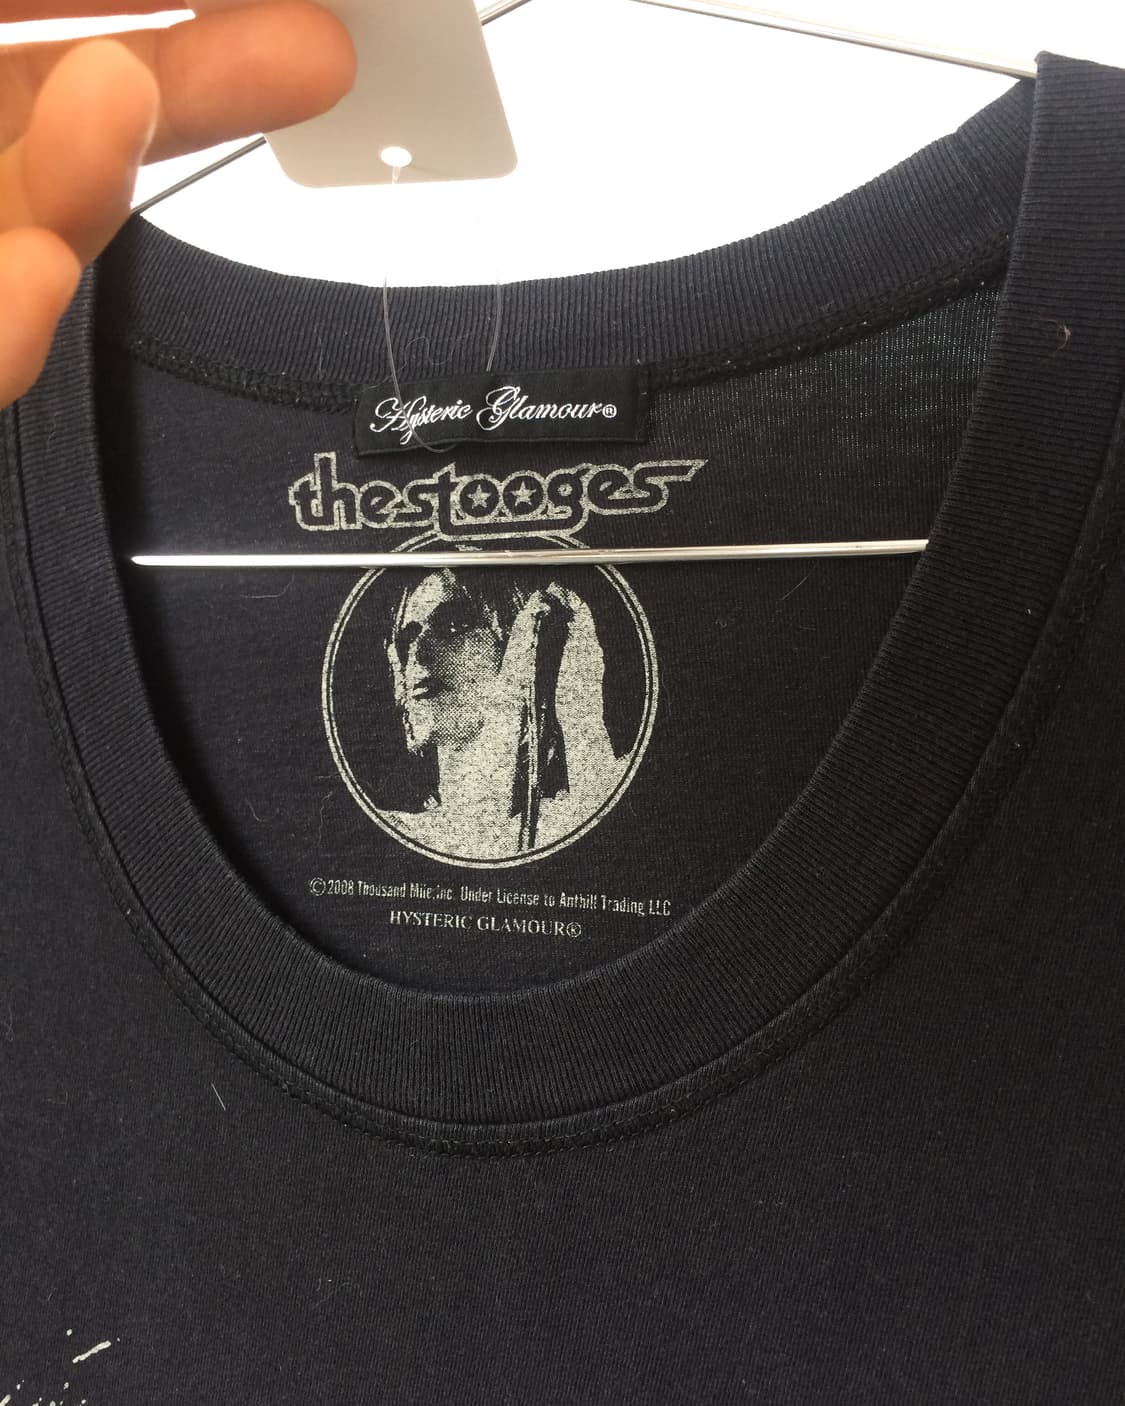 Hysteric Glamour®
thestooges
©2008 Thousand Mile,Inc. Under License to Anthill Trading LLC
HYSTERIC GLAMOUR®